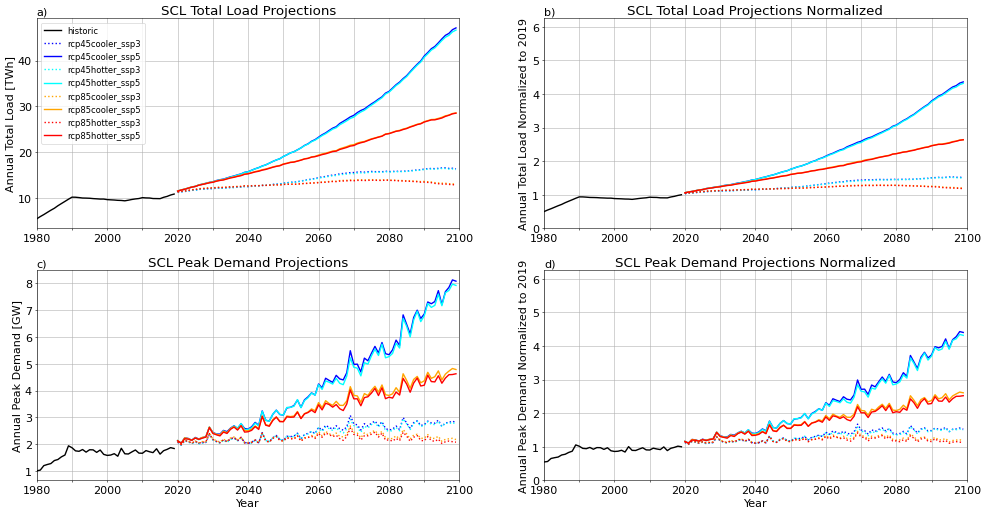 a)
SCL Total Load Projections
Annual Total Load [TWh]
40
30
20
10
historic
rcp45cooler_ssp3
rcp45cooler_ssp5
rcp45hotter_ssp3
rcp45hotter_ssp5
rcp85cooler_ssp3
rcp85cooler_ssp5
rcp85hotter_ssp3
rcp85hotter_ssp5
1980 2000 2020 2040 2060 2080 2100
b)
SCL Total Load Projections Normalized
Annual Total Load Normalized to 2019
6
5
4
3
2
1
0
1980 2000 2020 2040 2060 2080 2100
c)
SCL Peak Demand Projections
Annual Peak Demand [GW]
8
7
6
5
4
3
2
1
1980 2000 2020 2040 2060 2080 2100
Year
d)
SCL Peak Demand Projections Normalized
Annual Peak Demand Normalized to 2019
6
5
4
3
2
1
0
1980 2000 2020 2040 2060 2080 2100
Year